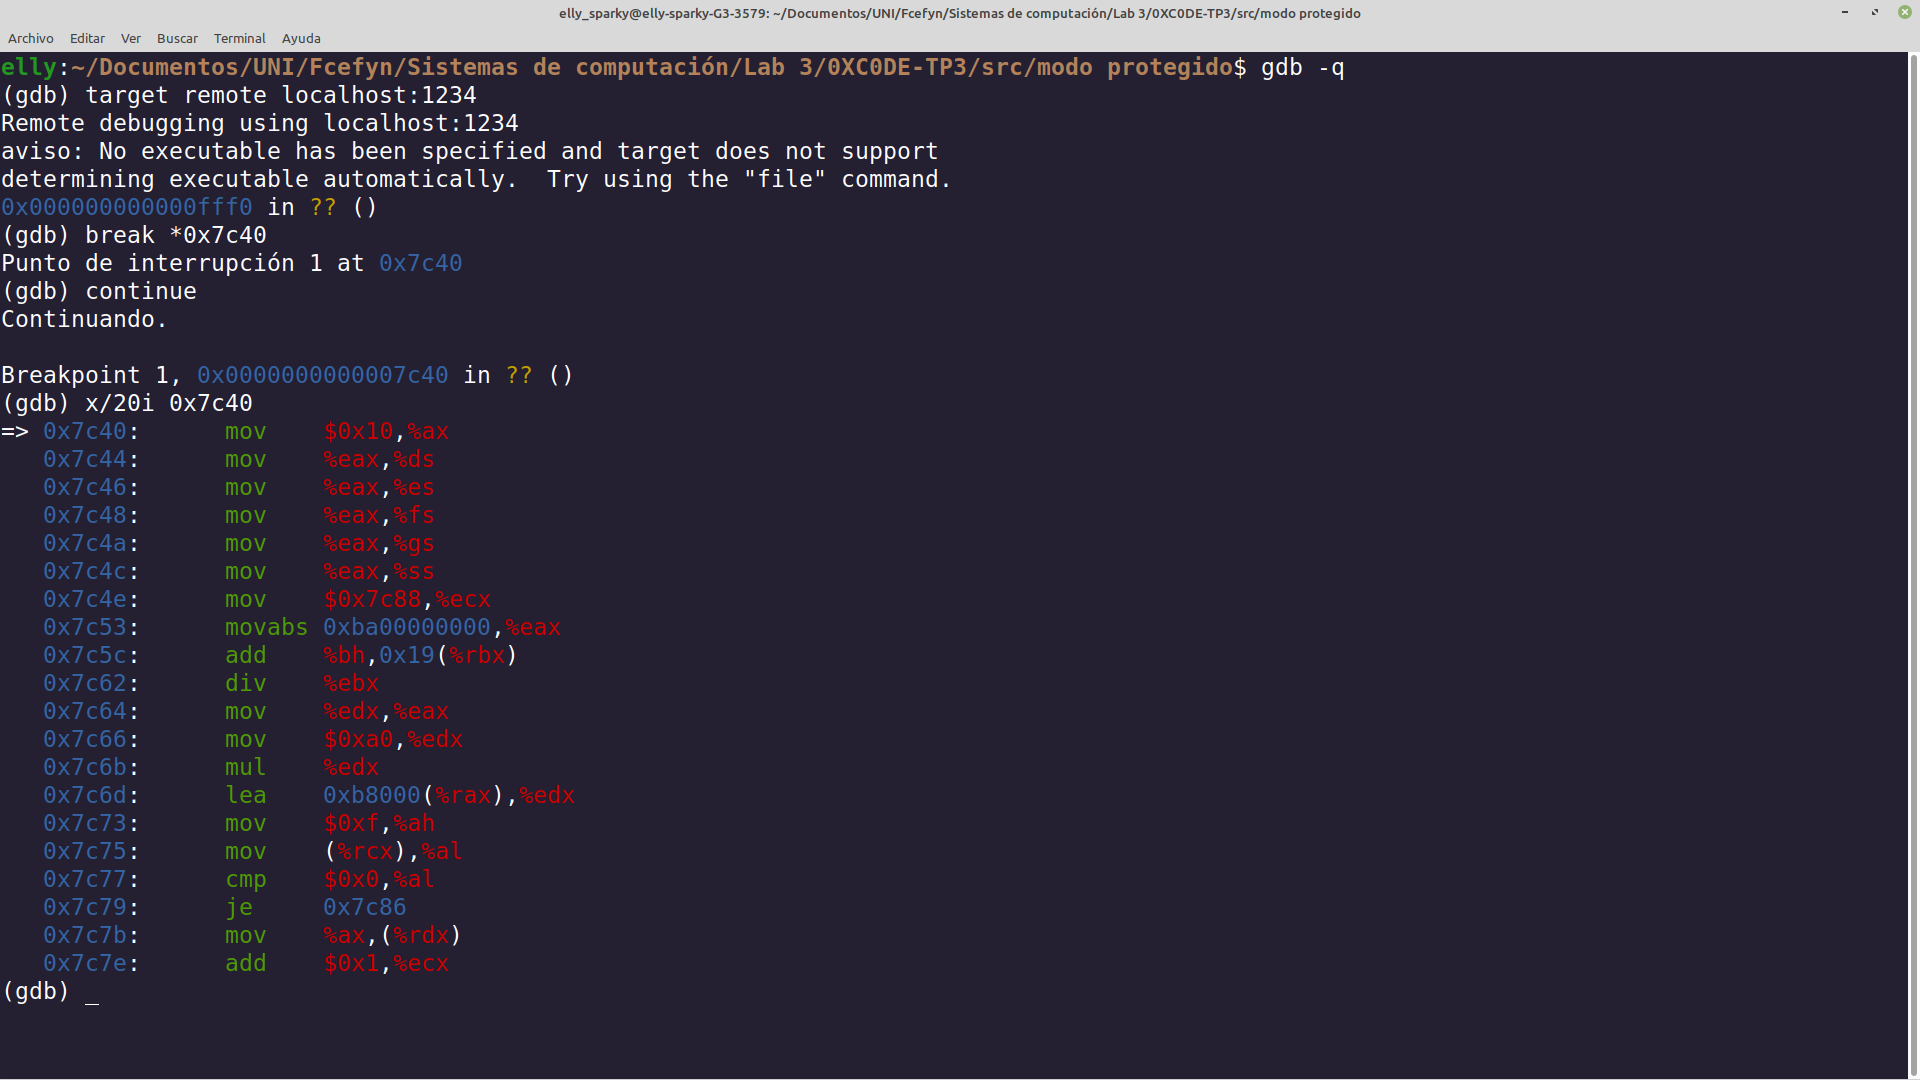 elly_sparky@elly-sparky-G3-3579: ~/Documentos/UNI/Fcefyn/Sistemas de computación/Lab 3/0XC0DE-TP3/src/modo protegido
Archivo Editar Ver Buscar Terminal Ayuda
elly:~/Documentos/UNI/Fcefyn/Sistemas de computación/Lab 3/0XC0DE-TP3/src/modo protegido$ gdb -q
(gdb) target remote localhost:1234
Remote debugging using localhost:1234
aviso: No executable has been specified and target does not support
determining executable automatically.  Try using the "file" command.
0x000000000000fff0 in ?? ()
(gdb) break *0x7c40
Punto de interrupción 1 at 0x7c40
(gdb) continue
Continuando.

Breakpoint 1, 0x0000000000007c40 in ?? ()
(gdb) x/20i 0x7c40
=> 0x7c40:      mov    $0x10,%ax
   0x7c44:      mov    %eax,%ds
   0x7c46:      mov    %eax,%es
   0x7c48:      mov    %eax,%fs
   0x7c4a:      mov    %eax,%gs
   0x7c4c:      mov    %eax,%ss
   0x7c4e:      mov    $0x7c88,%ecx
   0x7c53:      movabs 0xba00000000,%eax
   0x7c5c:      add    %bh,0x19(%rbx)
   0x7c62:      div    %ebx
   0x7c64:      mov    %edx,%eax
   0x7c66:      mov    $0xa0,%edx
   0x7c6b:      mul    %edx
   0x7c6d:      lea    0xb8000(%rax),%edx
   0x7c73:      mov    $0xf,%ah
   0x7c75:      mov    (%rcx),%al
   0x7c77:      cmp    $0x0,%al
   0x7c79:      je     0x7c86
   0x7c7b:      mov    %ax,(%rdx)
   0x7c7e:      add    $0x1,%ecx
(gdb) _